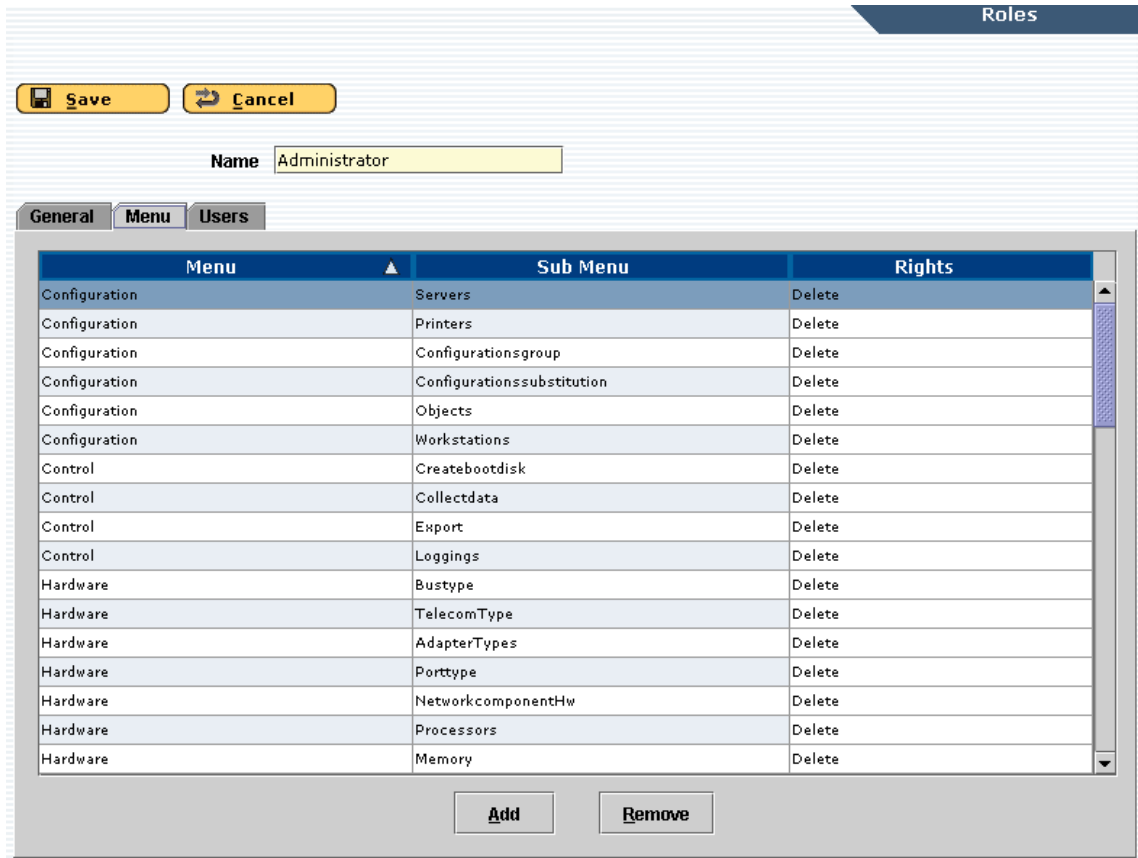 Roles
Save Cancel
Name Administrator
General Menu Users
Menu Sub Menu Rights
Configuration Servers Delete
Configuration Printers Delete
Configuration Configurationsgroup Delete
Configuration Configurationssubstitution Delete
Configuration Objects Delete
Configuration Workstations Delete
Control Createbootdisk Delete
Control Collectdata Delete
Control Export Delete
Control Loggings Delete
Hardware Bustype Delete
Hardware TelecomType Delete
Hardware AdapterTypes Delete
Hardware Porttype Delete
Hardware NetworkcomponentHw Delete
Hardware Processors Delete
Hardware Memory Delete
Add Remove